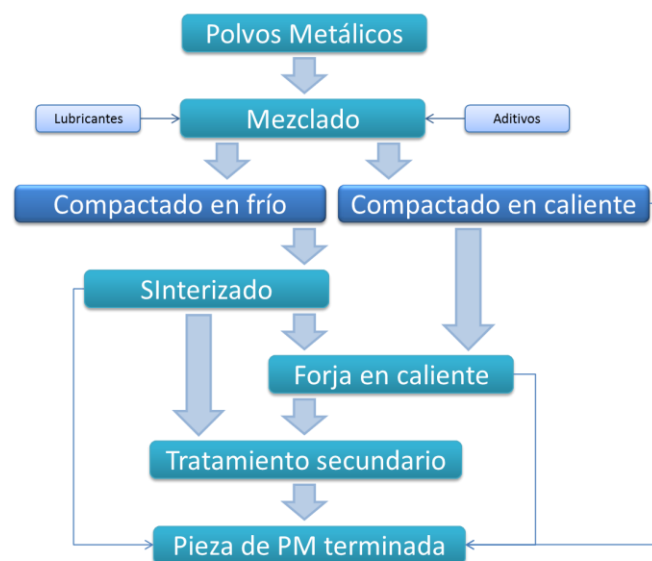 Polvos Metálicos
Lubricantes
Mezclado
Aditivos
Compactado en frío
Compactado en caliente
SInterizado
Forja en caliente
Tratamiento secundario
Pieza de PM terminada